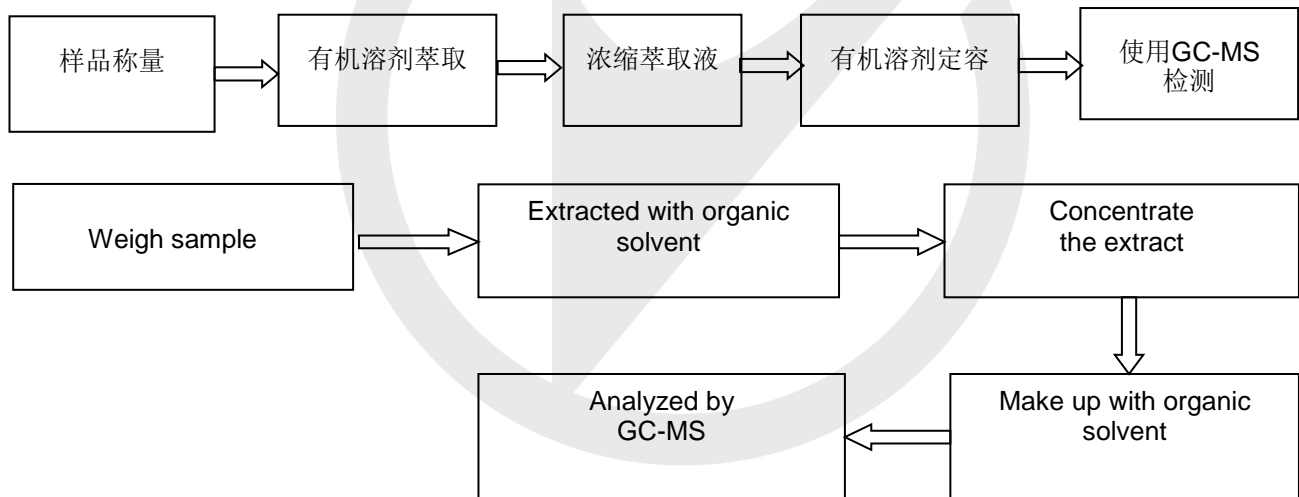 样品称量
有机溶剂萃取
浓缩萃取液
有机溶剂定容
使用GC-MS
检测
Weigh sample
Extracted with organic
solvent
Concentrate
the extract
Make up with organic
solvent
Analyzed by
GC-MS